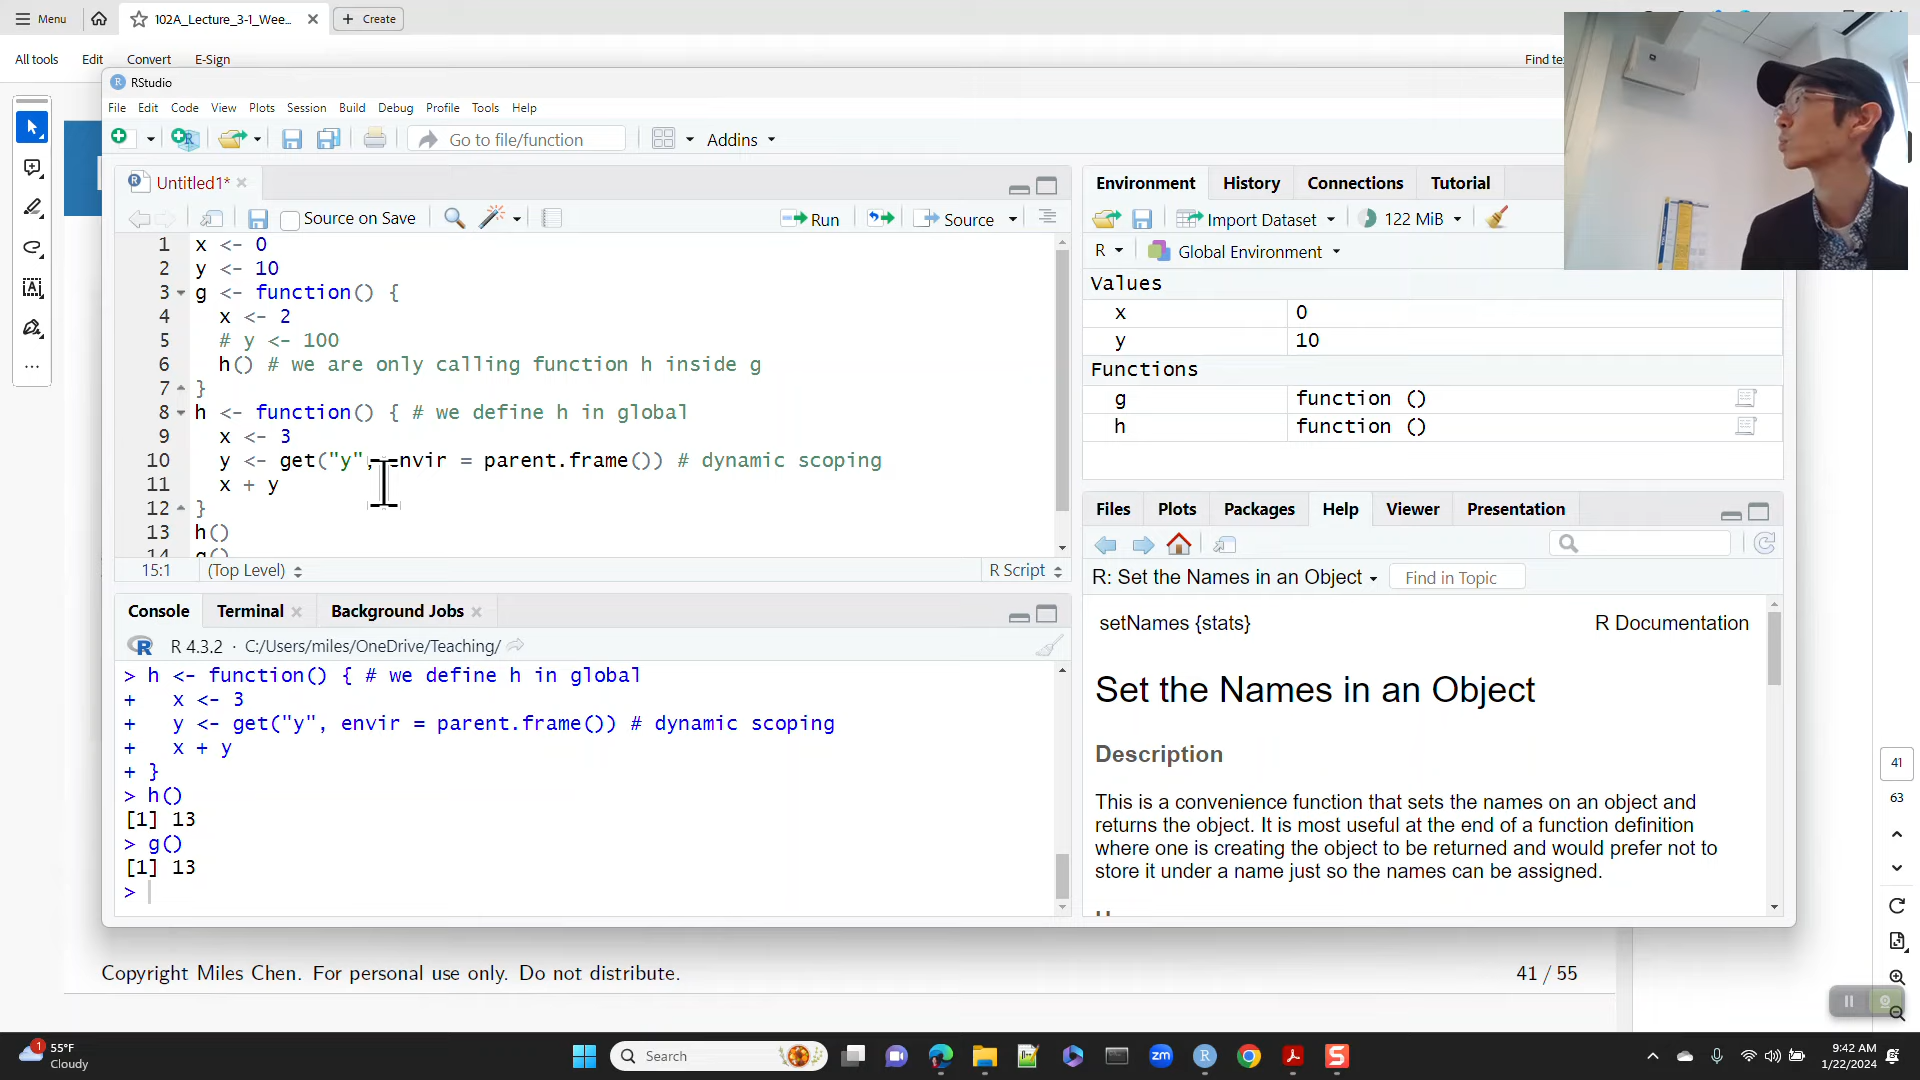 Menu
102A_Lecture_3-1_Wee...
Create
All tools
Edit
Convert
E-Sign
RStudio
File Edit Code View Plots Session Build Debug Profile Tools Help
Go to file/function
Addins
Untitled1*
Source on Save
Run
Source
1 x <- 0
2 y <- 10
3 g <- function() {
4 x <- 2
5 # y <- 100
6 h() # we are only calling function h inside g
7 }
8 h <- function() { # we define h in global
9 x <- 3
10 y <- get("y", envir = parent.frame()) # dynamic scoping
11 x + y
12 }
13 h()
14 g()
15:1 (Top Level) R Script
Console Terminal Background Jobs
R 4.3.2 · C:/Users/miles/OneDrive/Teaching/
> h <- function() { # we define h in global
+ x <- 3
+ y <- get("y", envir = parent.frame()) # dynamic scoping
+ x + y
+ }
> h()
[1] 13
> g()
[1] 13
>
Environment History Connections Tutorial
Import Dataset
122 MiB
R Global Environment
Values
x 0
y 10
Functions
g function ()
h function ()
Files Plots Packages Help Viewer Presentation
R: Set the Names in an Object
Find in Topic
setNames {stats} R Documentation
Set the Names in an Object
Description
This is a convenience function that sets the names on an object and
returns the object. It is most useful at the end of a function definition
where one is creating the object to be returned and would prefer not to
store it under a name just so the names can be assigned.
41
63
Copyright Miles Chen. For personal use only. Do not distribute.
41 / 55
1
55°F
Cloudy
Search
zm
9:42 AM
1/22/2024